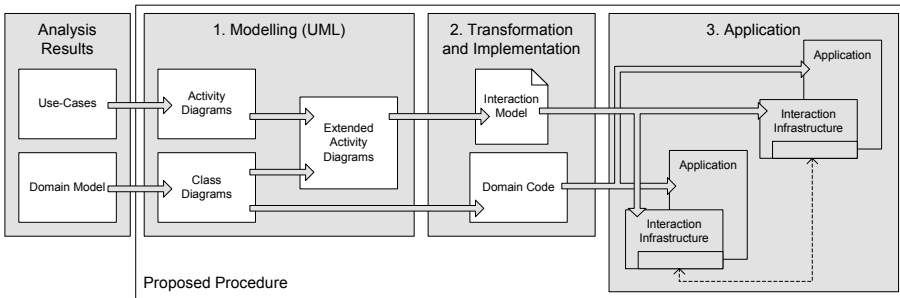 Analysis
Results
Use-Cases
Domain Model
1. Modelling (UML)
Activity
Diagrams
Class
Diagrams
Extended
Activity
Diagrams
2. Transformation
and Implementation
Interaction
Model
Domain Code
3. Application
Application
Interaction
Infrastructure
Application
Interaction
Infrastructure
Proposed Procedure